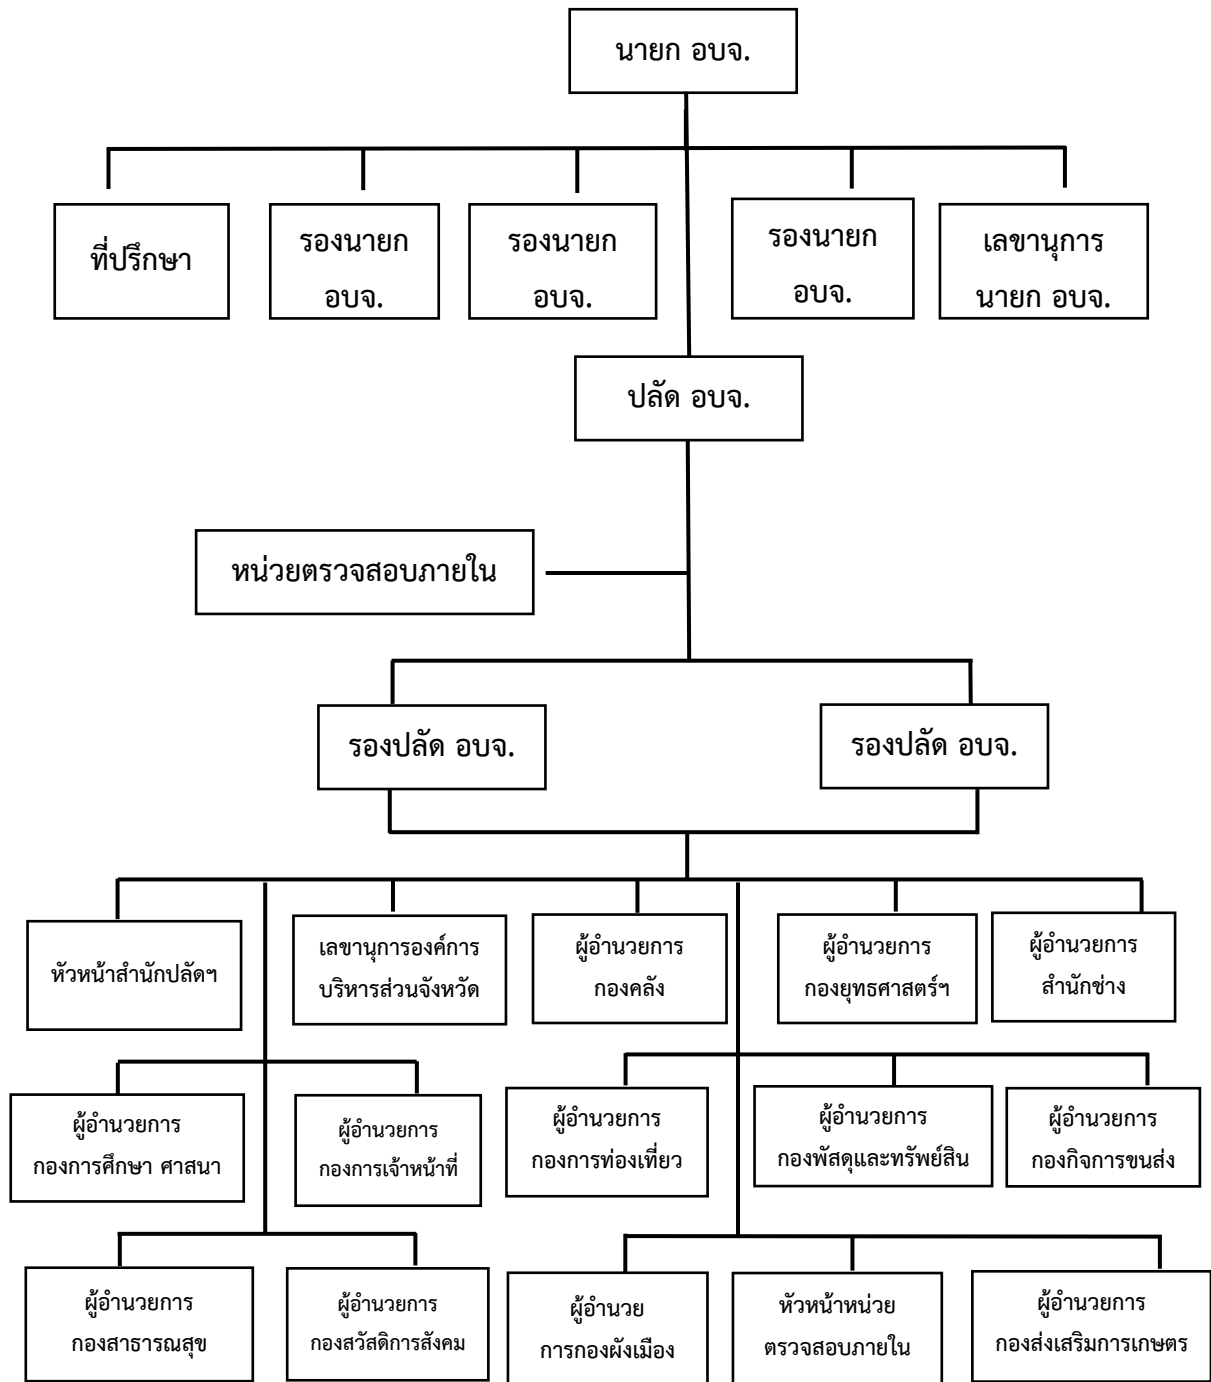 นายก อบจ.
ที่ปรึกษา
รองนายก
อบจ.
รองนายก
อบจ.
รองนายก
อบจ.
เลขานุการ
นายก อบจ.
ปลัด อบจ.
หน่วยตรวจสอบภายใน
รองปลัด อบจ.
รองปลัด อบจ.
หัวหน้าสำนักปลัดฯ
เลขานุการองค์การ
บริหารส่วนจังหวัด
ผู้อำนวยการ
กองคลัง
ผู้อำนวยการ
กองยุทธศาสตร์ฯ
ผู้อำนวยการ
สำนักช่าง
ผู้อำนวยการ
กองการศึกษา ศาสนา
ผู้อำนวยการ
กองการเจ้าหน้าที่
ผู้อำนวยการ
กองการท่องเที่ยว
ผู้อำนวยการ
กองพัสดุและทรัพย์สิน
ผู้อำนวยการ
กองกิจการขนส่ง
ผู้อำนวยการ
กองสาธารณสุข
ผู้อำนวยการ
กองสวัสดิการสังคม
ผู้อำนวย
การกองผังเมือง
หัวหน้าหน่วย
ตรวจสอบภายใน
ผู้อำนวยการ
กองส่งเสริมการเกษตร